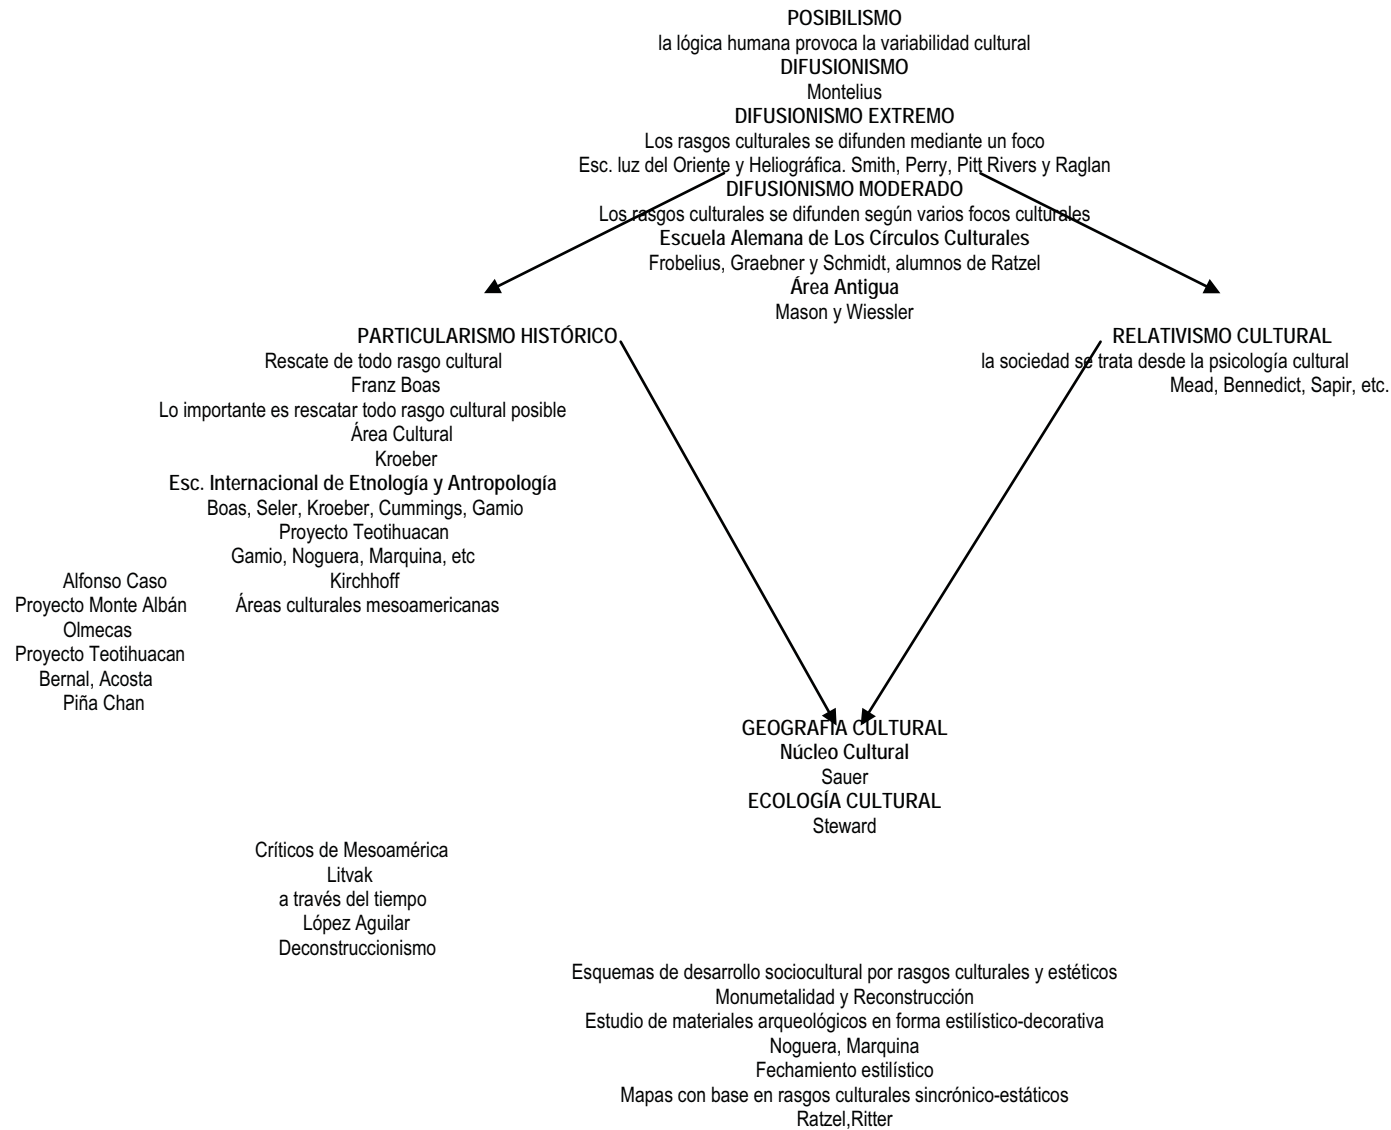 POSIBILISMO
la lógica humana provoca la variabilidad cultural
DIFUSIONISMO
Montelius
DIFUSIONISMO EXTREMO
Los rasgos culturales se difunden mediante un foco
Esc. luz del Oriente y Heliográfica. Smith, Perry, Pitt Rivers y Raglan
DIFUSIONISMO MODERADO
Los rasgos culturales se difunden según varios focos culturales
Escuela Alemana de Los Círculos Culturales
Frobelius, Graebner y Schmidt, alumnos de Ratzel
Área Antigua
Mason y Wiessler
PARTICULARISMO HISTÓRICO
Rescate de todo rasgo cultural
Franz Boas
Lo importante es rescatar todo rasgo cultural posible
Área Cultural
Kroeber
Esc. Internacional de Etnología y Antropología
Boas, Seler, Kroeber, Cummings, Gamio
Proyecto Teotihuacan
Gamio, Noguera, Marquina, etc
Kirchhoff
Áreas culturales mesoamericanas
RELATIVISMO CULTURAL
la sociedad se trata desde la psicología cultural
Mead, Bennedict, Sapir, etc.
Alfonso Caso
Proyecto Monte Albán
Olmecas
Proyecto Teotihuacan
Bernal, Acosta
Piña Chan
GEOGRAFÍA CULTURAL
Núcleo Cultural
Sauer
ECOLOGÍA CULTURAL
Steward
Críticos de Mesoamérica
Litvak
a través del tiempo
López Aguilar
Deconstruccionismo
Esquemas de desarrollo sociocultural por rasgos culturales y estéticos
Monumetalidad y Reconstrucción
Estudio de materiales arqueológicos en forma estilístico-decorativa
Noguera, Marquina
Fechamiento estilístico
Mapas con base en rasgos culturales sincrónico-estáticos
Ratzel,Ritter